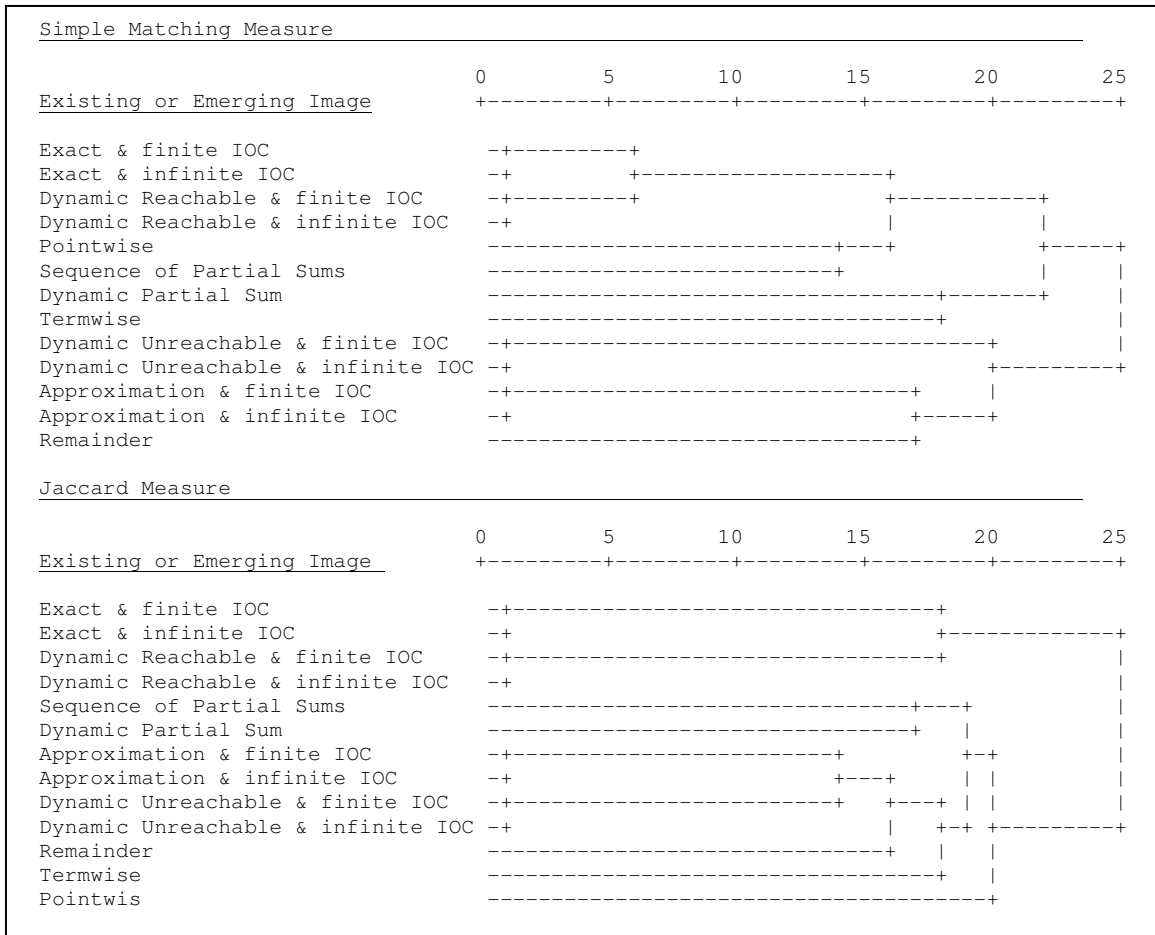 Simple Matching Measure
0 5 10 15 20 25
Existing or Emerging Image +---------+---------+---------+---------+---------+
Exact & finite IOC -+---------+
Exact & infinite IOC -+ +-------------------+
Dynamic Reachable & finite IOC -+---------+ +-----------+
Dynamic Reachable & infinite IOC -+ | |
Pointwise ---------------------------+---+ +-----+
Sequence of Partial Sums ---------------------------+ | |
Dynamic Partial Sum -----------------------------------+-------+ |
Termwise -----------------------------------+ |
Dynamic Unreachable & finite IOC -+-------------------------------------+ |
Dynamic Unreachable & infinite IOC -+ +---------+
Approximation & finite IOC -+-------------------------------+ |
Approximation & infinite IOC -+ +-----+
Remainder ---------------------------------+
Jaccard Measure
0 5 10 15 20 25
Existing or Emerging Image +---------+---------+---------+---------+---------+
Exact & finite IOC -+---------------------------------+
Exact & infinite IOC -+ +-------------+
Dynamic Reachable & finite IOC -+---------------------------------+ |
Dynamic Reachable & infinite IOC -+ |
Sequence of Partial Sums ---------------------------------+---+ |
Dynamic Partial Sum ---------------------------------+ | |
Approximation & finite IOC -+-------------------------+ +-+ |
Approximation & infinite IOC -+ +---+ | | |
Dynamic Unreachable & finite IOC -+-------------------------+ +---+ | | |
Dynamic Unreachable & infinite IOC -+ | +-+ +---------+
Remainder -------------------------------+ | |
Termwise -----------------------------------+ |
Pointwis ---------------------------------------+